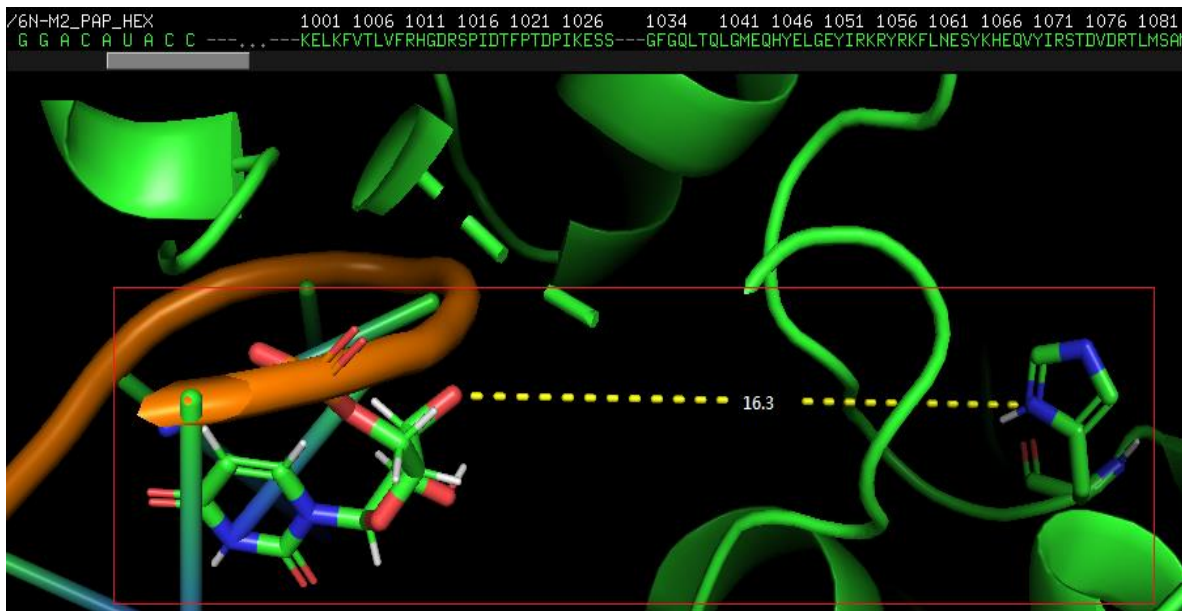 /6N-M2_PAP_HEX 1001 1006 1011 1016 1021 1026 1034 1041 1046 1051 1056 1061 1066 1071 1076 1081
G G A C A U A C C ---...---KELKFVTLVFRHGDRSPIDTFPTDPIKESS---GFGQLTQLGMEQHYELGEYIRKRYRKFLNESYKHEQVYIRSTDVDRTLMSAN
16.3